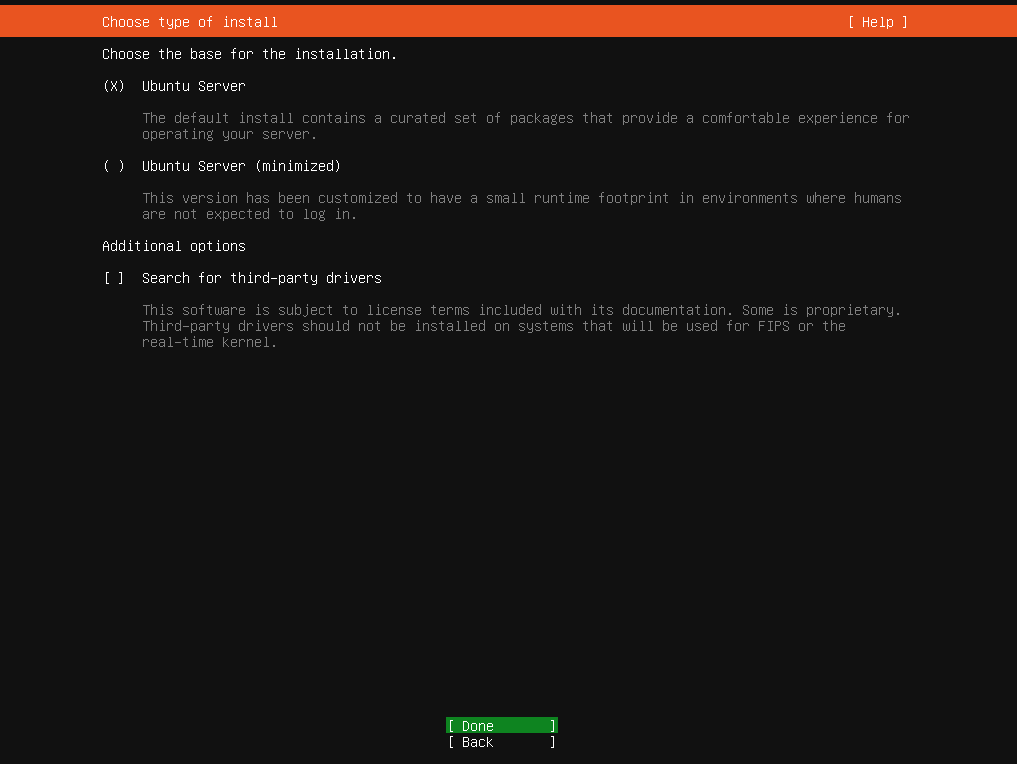 Choose type of install [ Help ]
Choose the base for the installation.
(X) Ubuntu Server
The default install contains a curated set of packages that provide a comfortable experience for
operating your server.
( ) Ubuntu Server (minimized)
This version has been customized to have a small runtime footprint in environments where humans
are not expected to log in.
Additional options
[ ] Search for third-party drivers
This software is subject to license terms included with its documentation. Some is proprietary.
Third-party drivers should not be installed on systems that will be used for FIPS or the
real-time kernel.
[ Done ]
[ Back ]